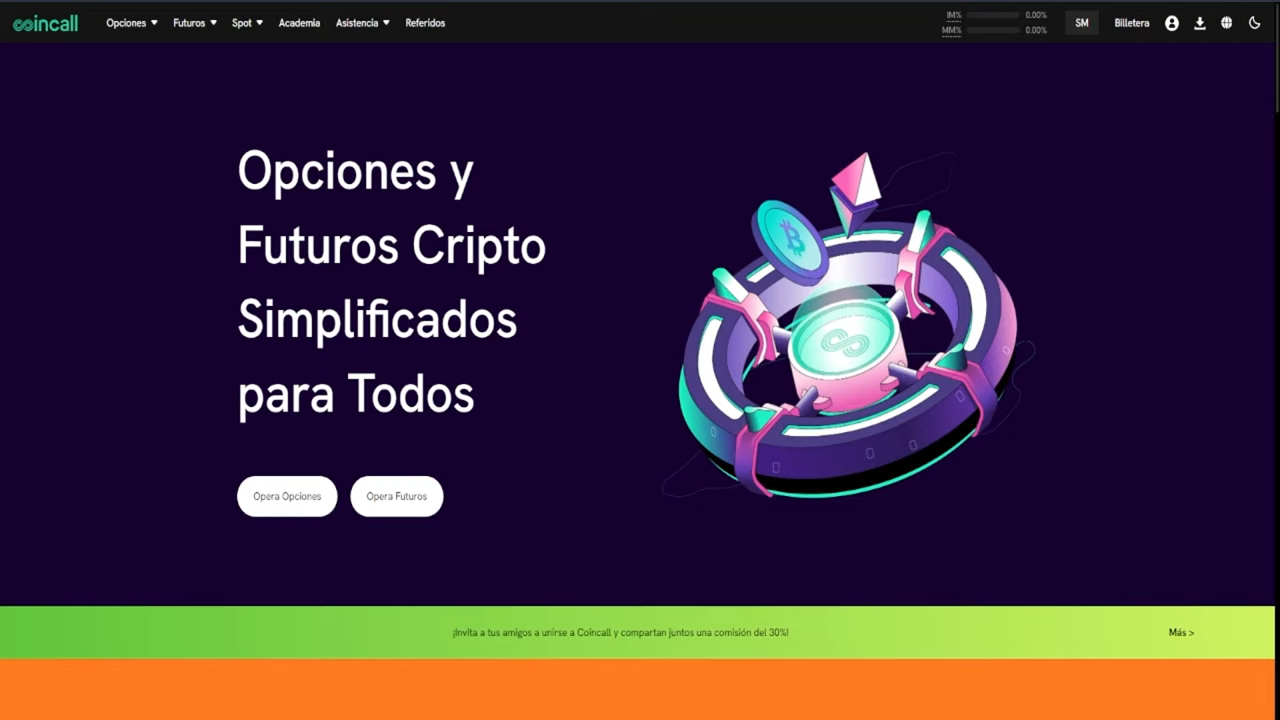 coincall
Opciones
Futuros
Spot
Academia
Asistencia
Referidos
IM% 0.00%
MM% 0.00%
SM
Billetera
Opciones y
Futuros Cripto
Simplificados
para Todos
Opera Opciones
Opera Futuros
¡Invita a tus amigos a unirse a Coincall y compartan juntos una comisión del 30%!
Más >